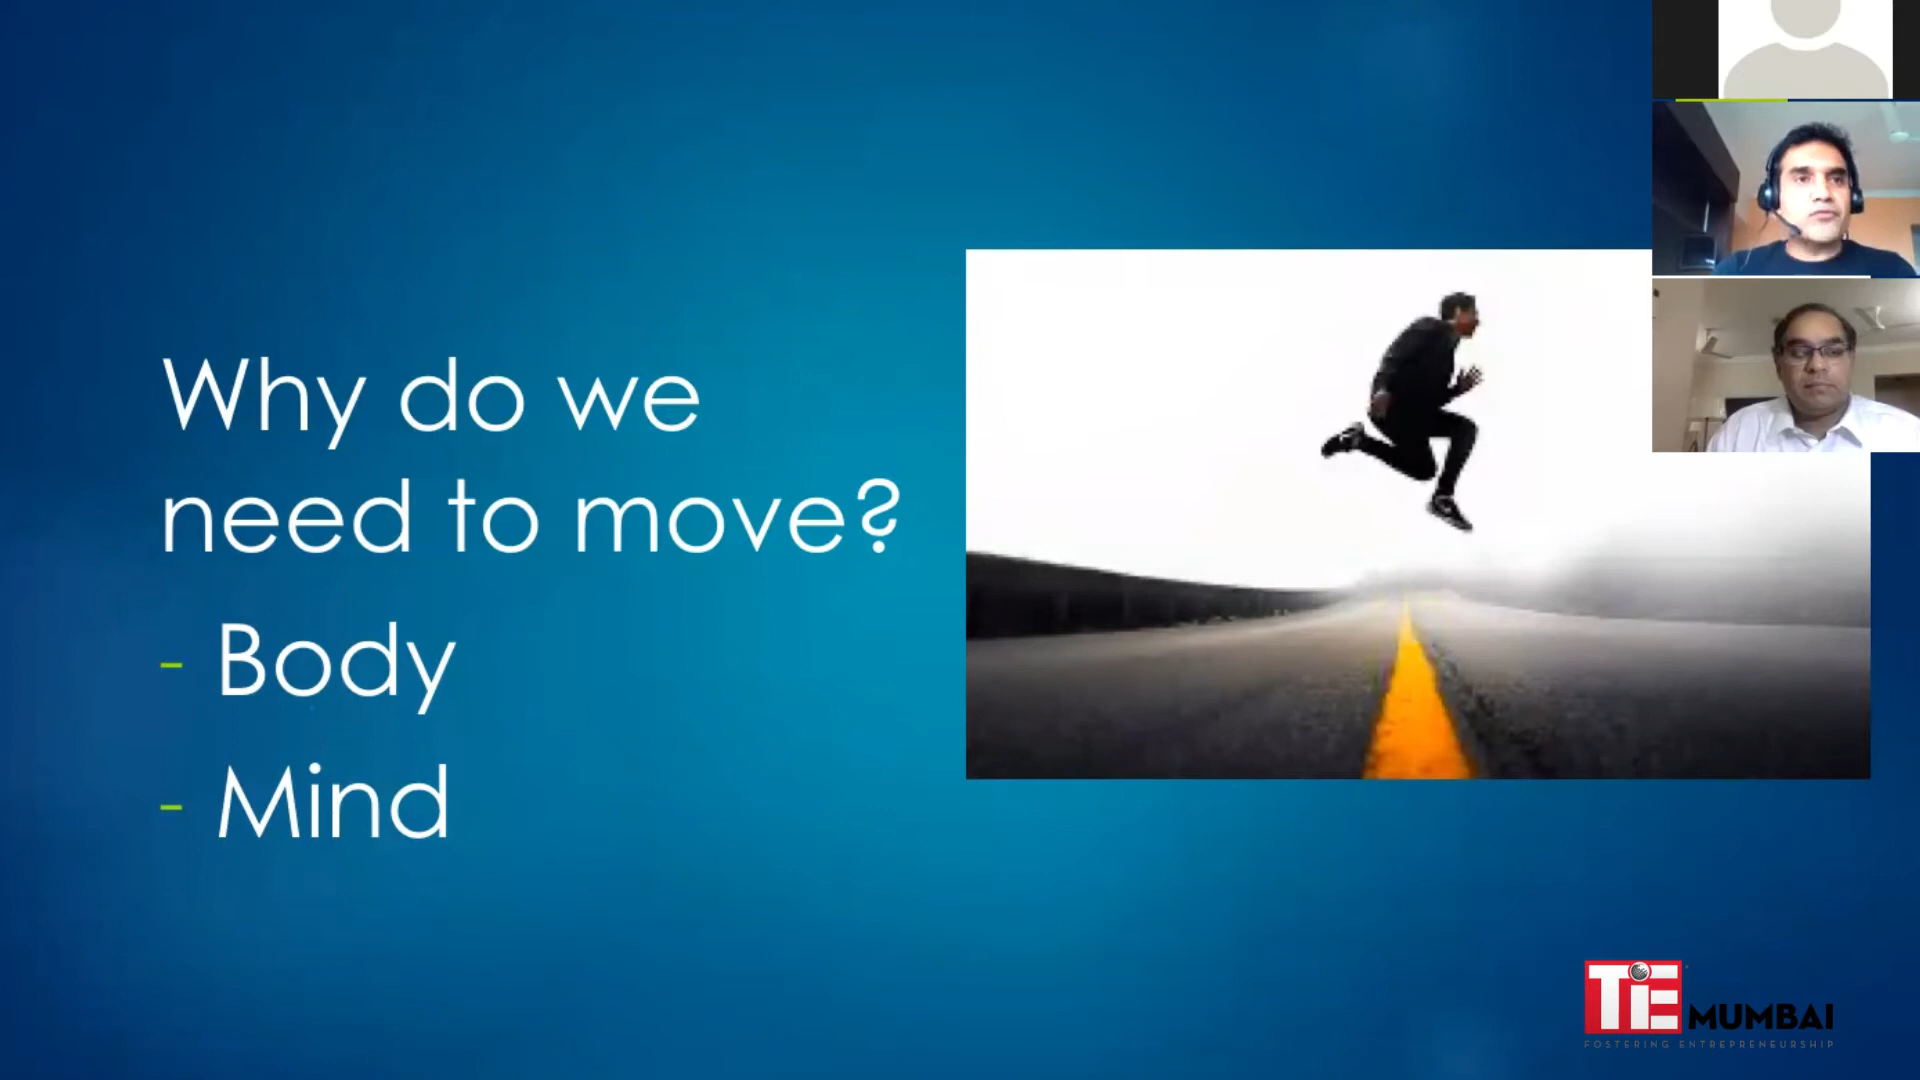 Why do we
need to move?
- Body
- Mind
TiE MUMBAI
FOSTERING ENTREPRENEURSHIP